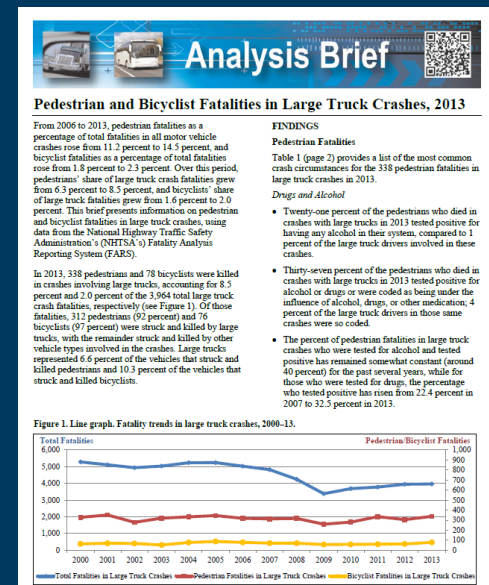 Analysis Brief
Pedestrian and Bicyclist Fatalities in Large Truck Crashes, 2013
From 2006 to 2013, pedestrian fatalities as a
percentage of total fatalities in all motor vehicle
crashes rose from 11.2 percent to 14.5 percent, and
bicyclist fatalities as a percentage of total fatalities
rose from 1.8 percent to 2.3 percent. Over this period,
pedestrians' share of large truck crash fatalities grew
from 6.3 percent to 8.5 percent, and bicyclists' share
of large truck fatalities grew from 1.6 percent to 2.0
percent. This brief presents information on pedestrian
and bicyclist fatalities in large truck crashes, using
data from the National Highway Traffic Safety
Administration's (NHTSA's) Fatality Analysis
Reporting System (FARS).
In 2013, 338 pedestrians and 78 bicyclists were killed
in crashes involving large trucks, accounting for 8.5
percent and 2.0 percent of the 3,964 total large truck
crash fatalities, respectively (see Figure 1). Of those
fatalities, 312 pedestrians (92 percent) and 76
bicyclists (97 percent) were struck and killed by large
trucks, with the remainder struck and killed by other
vehicle types involved in the crashes. Large trucks
represented 6.6 percent of the vehicles that struck and
killed pedestrians and 10.3 percent of the vehicles that
struck and killed bicyclists.
FINDINGS
Pedestrian Fatalities
Table 1 (page 2) provides a list of the most common
crash circumstances for the 338 pedestrian fatalities in
large truck crashes in 2013.
Drugs and Alcohol
• Twenty-one percent of the pedestrians who died in
crashes with large trucks in 2013 tested positive for
having any alcohol in their system, compared to 1
percent of the large truck drivers involved in these
crashes.
• Thirty-seven percent of the pedestrians who died in
crashes with large trucks in 2013 tested positive for
alcohol or drugs or were coded as being under the
influence of alcohol, drugs, or other medication; 4
percent of the large truck drivers in those same
crashes were so coded.
• The percent of pedestrian fatalities in large truck
crashes who were tested for alcohol and tested
positive has remained somewhat constant (around
40 percent) for the past several years, while for
those who were tested for drugs, the percentage
who tested positive has risen from 22.4 percent in
2007 to 32.5 percent in 2013.
Figure 1. Line graph. Fatality trends in large truck crashes, 2000–13.
Total Fatalities Pedestrian/Bicyclist Fatalities
6,000 1,000
900
5,000 800
700
4,000
600
3,000 500
400
2,000
300
1,000 200
100
0 0
2000 2001 2002 2003 2004 2005 2006 2007 2008 2009 2010 2011 2012 2013
Total Fatalities in Large Truck Crashes Pedestrian Fatalities in Large Truck Crashes Bicyclist Fatalities in Large Truck Crashes